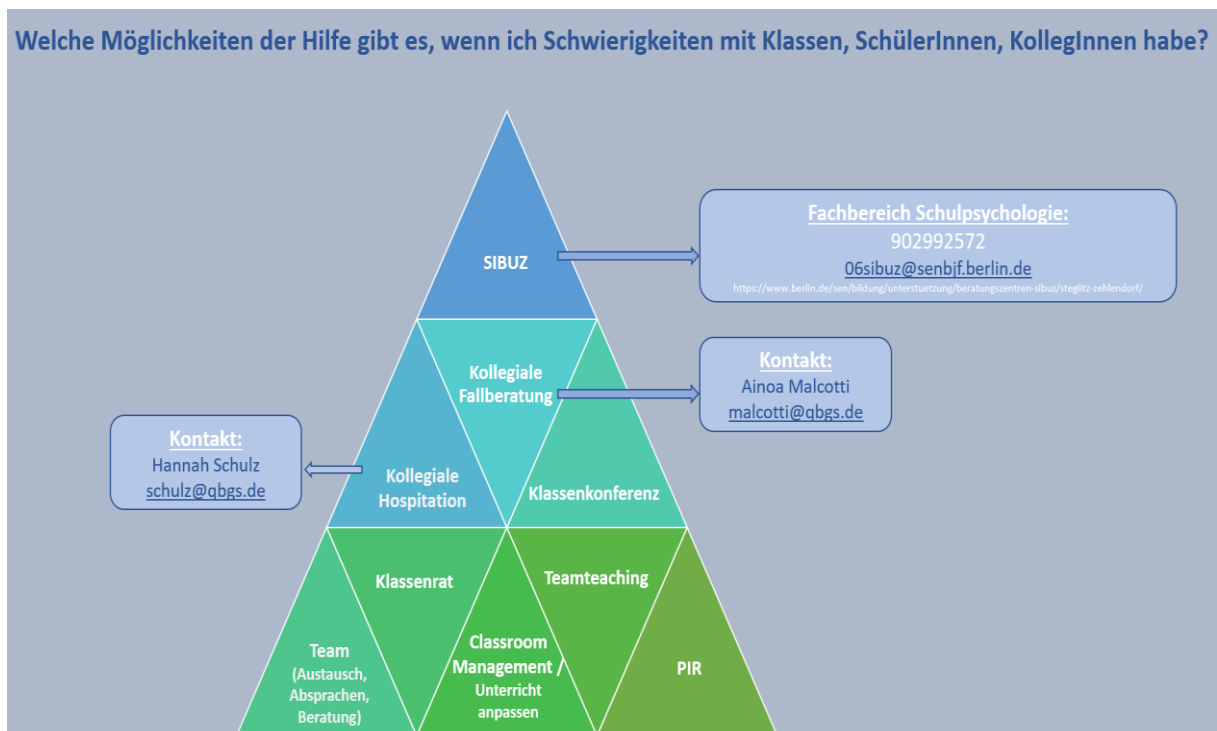 Welche Möglichkeiten der Hilfe gibt es, wenn ich Schwierigkeiten mit Klassen, SchülerInnen, KollegInnen habe?
SIBUZ
Fachbereich Schulpsychologie:
902992572
06sibuz@senbjf.berlin.de
https://www.berlin.de/sen/bildung/unterstuetzung/beratungszentren-sibuz/steglitz-zehlendorf/
Kollegiale
Fallberatung
Kontakt:
Ainoa Malcotti
malcotti@qbgs.de
Kontakt:
Hannah Schulz
schulz@qbgs.de
Kollegiale
Hospitation
Klassenkonferenz
Klassenrat
Teamteaching
Team
(Austausch,
Absprachen,
Beratung)
Classroom
Management /
Unterricht
anpassen
PIR